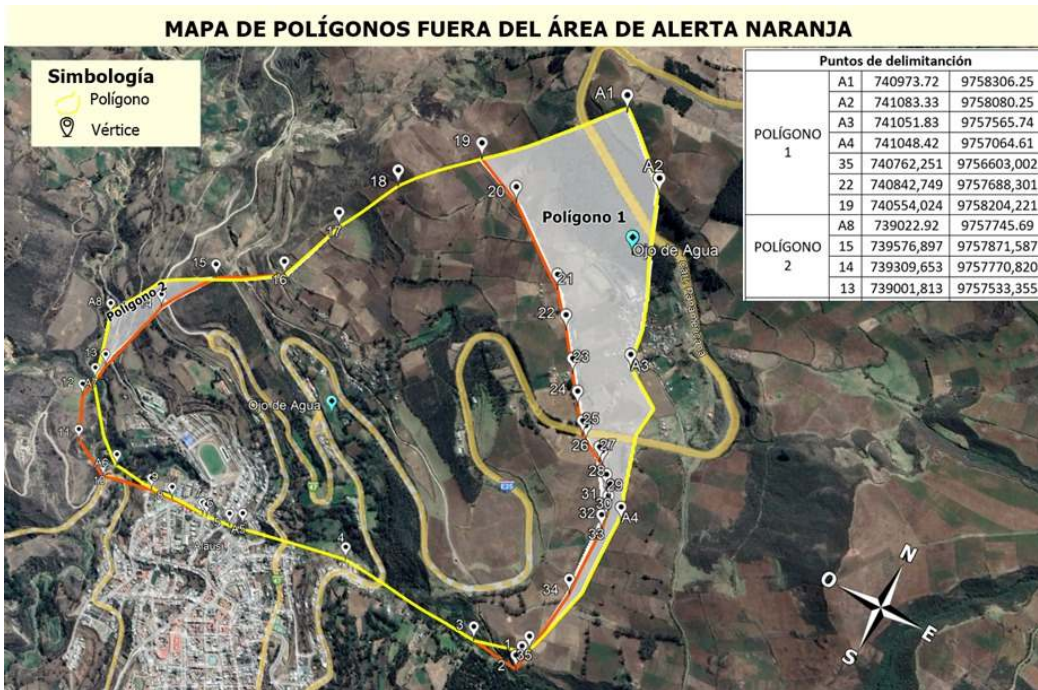 MAPA DE POLÍGONOS FUERA DEL ÁREA DE ALERTA NARANJA
Simbología
Polígono
Vértice
Puntos de delimitanción
POLÍGONO 1
A1 740973.72 9758306.25
A2 741083.33 9758080.25
A3 741051.83 9757565.74
A4 741048.42 9757064.61
35 740762,251 9756603,002
22 740842,749 9757688,301
19 740554,024 9758204,221
POLÍGONO 2
A8 739022.92 9757745.69
15 739576,897 9757871,587
14 739309,653 9757770,820
13 739001,813 9757533,355
A1
A2
19
18
20
17
Polígono 1
Ojo de Agua
15
16
A8
Polígono 2
21
22
13
12
23
A3
24
Ojo de Agua
25
26
27
28
29
E35
31
30
A4
32
33
4
34
3
1
2
35
N
O
E
S